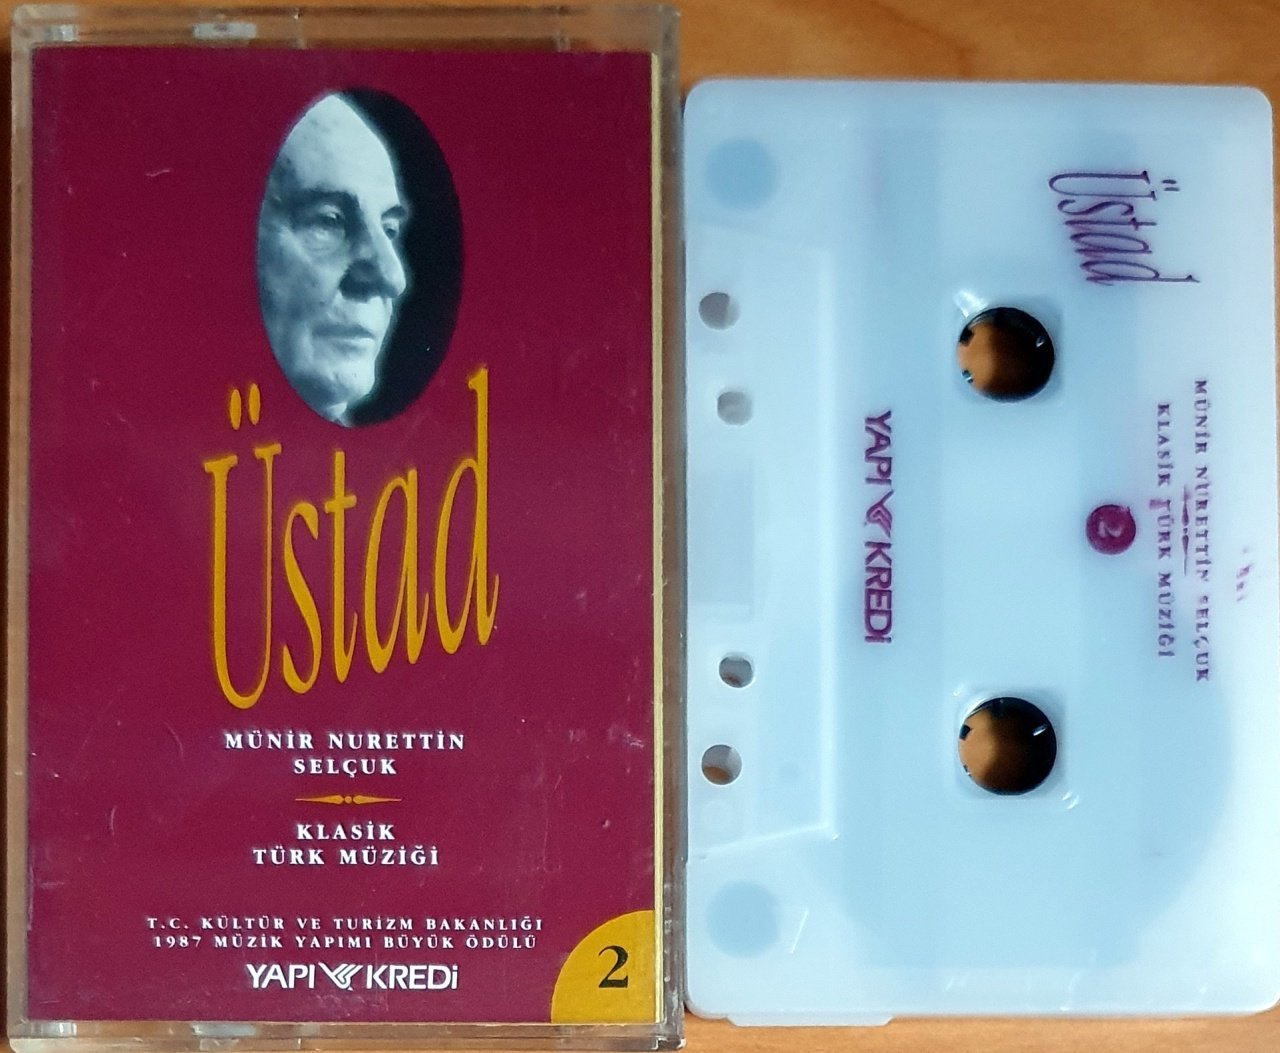 Üstad
MÜNİR NURETTİN
SELÇUK
KLASİK
TÜRK MÜZİĞİ
T.C. KÜLTÜR VE TURİZM BAKANLIĞI
1987 MÜZİK YAPIMI BÜYÜK ÖDÜLÜ
YAPI KREDİ
2
Üstad
MÜNİR NURETTİN SELÇUK
KLASİK TÜRK MÜZİĞİ
2
YAPI KREDİ